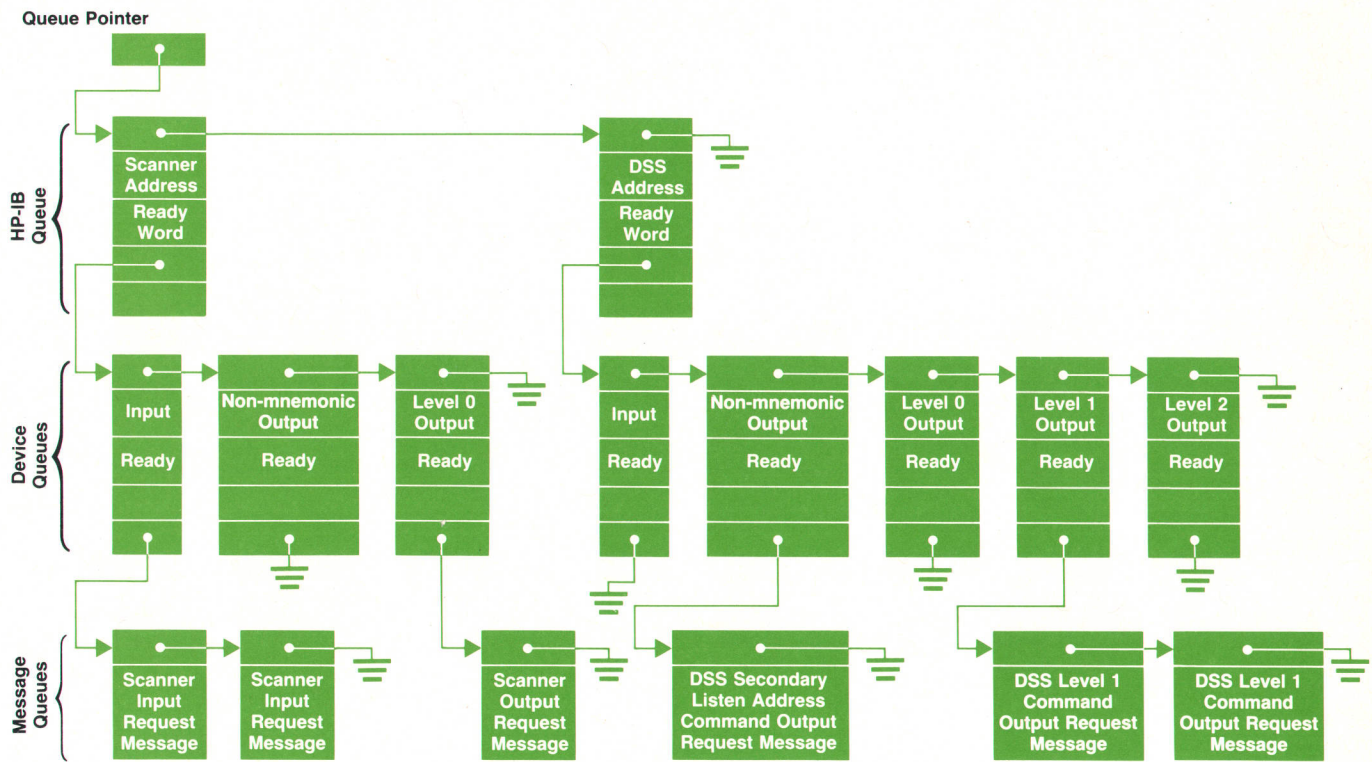 Queue Pointer
HP-IB
Queue
Scanner
Address
Ready
Word
DSS
Address
Ready
Word
Device
Queues
Input
Ready
Non-mnemonic
Output
Ready
Level 0
Output
Ready
Input
Ready
Non-mnemonic
Output
Ready
Level 0
Output
Ready
Level 1
Output
Ready
Level 2
Output
Ready
Message
Queues
Scanner
Input
Request
Message
Scanner
Input
Request
Message
Scanner
Output
Request
Message
DSS Secondary
Listen Address
Command Output
Request Message
DSS Level 1
Command
Output Request
Message
DSS Level 1
Command
Output Request
Message